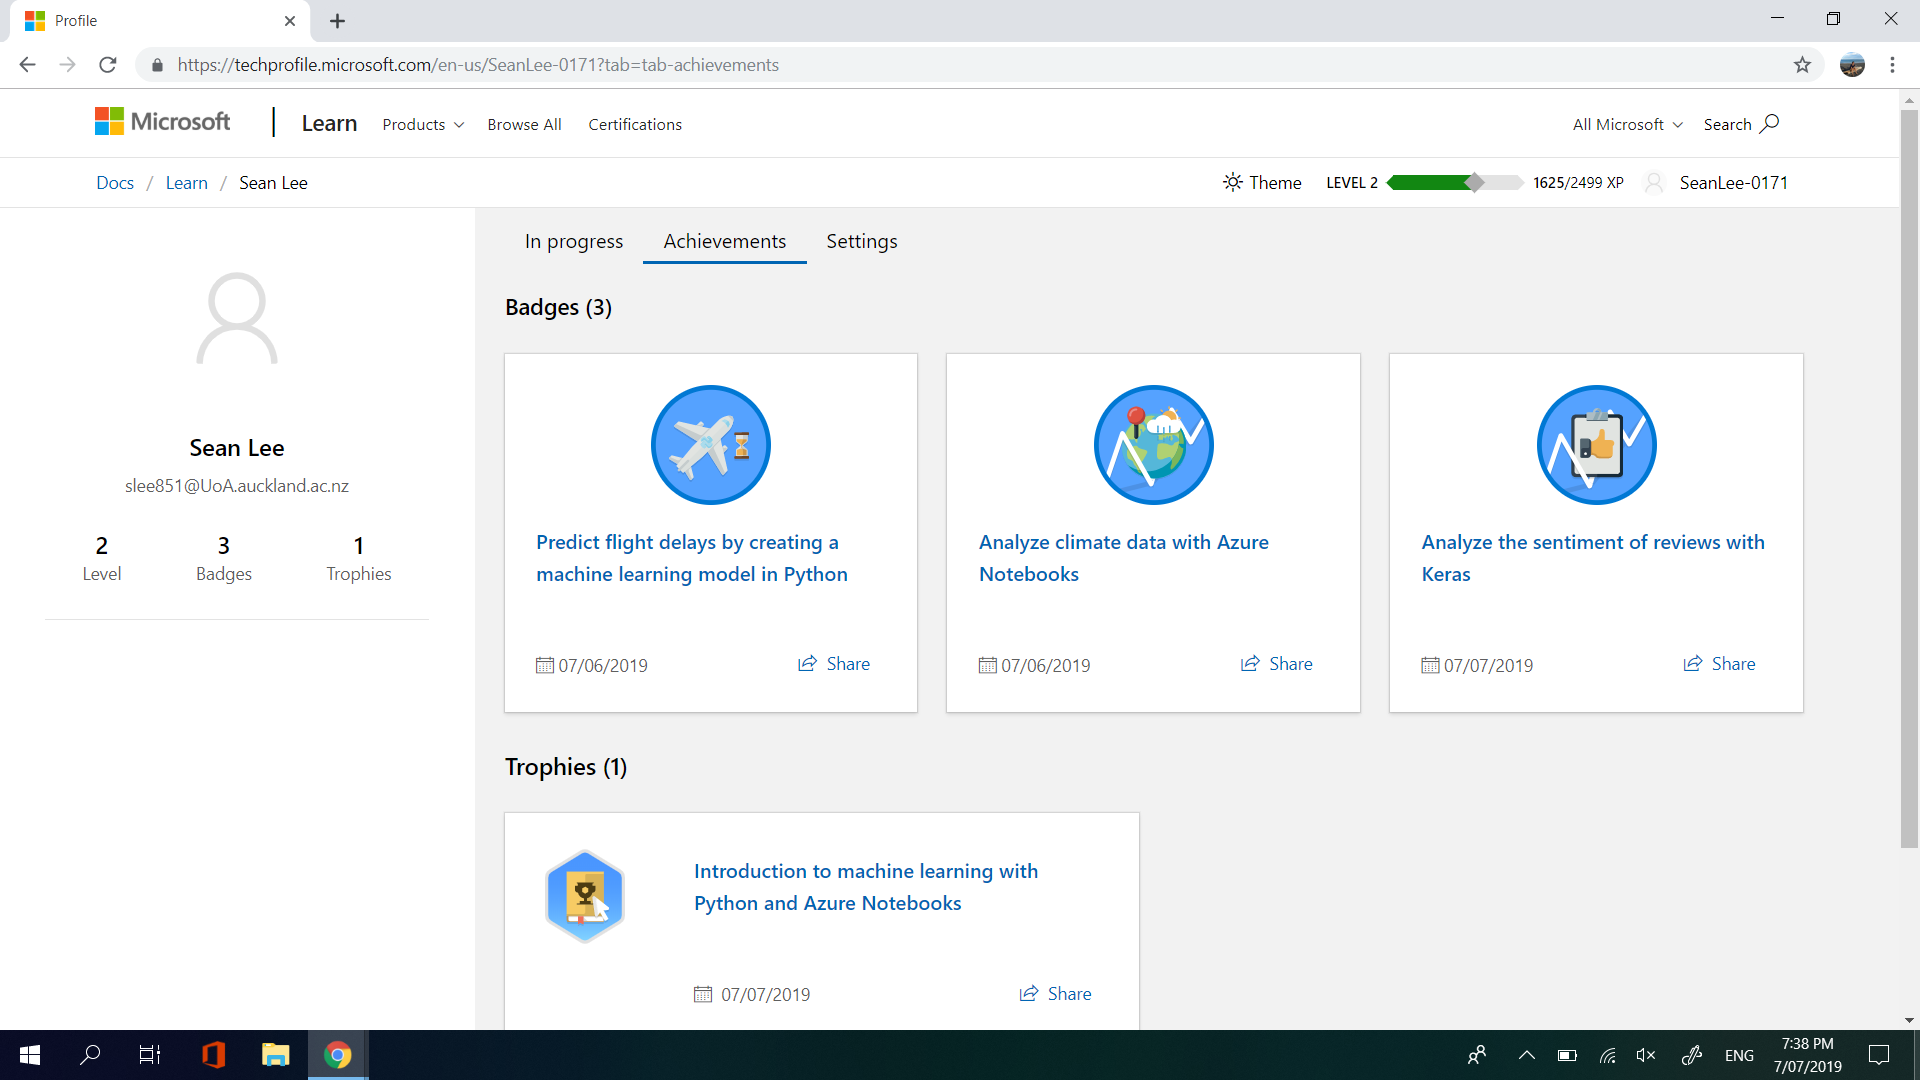 Profile
https://techprofile.microsoft.com/en-us/SeanLee-0171?tab=tab-achievements
Microsoft
Learn
Products
Browse All
Certifications
All Microsoft
Search
Docs / Learn / Sean Lee
Theme
LEVEL 2
1625/2499 XP
SeanLee-0171
Sean Lee
slee851@UoA.auckland.ac.nz
2
Level
3
Badges
1
Trophies
In progress
Achievements
Settings
Badges (3)
Predict flight delays by creating a
machine learning model in Python
07/06/2019
Share
Analyze climate data with Azure
Notebooks
07/06/2019
Share
Analyze the sentiment of reviews with
Keras
07/07/2019
Share
Trophies (1)
Introduction to machine learning with
Python and Azure Notebooks
07/07/2019
Share
ENG
7:38 PM
7/07/2019